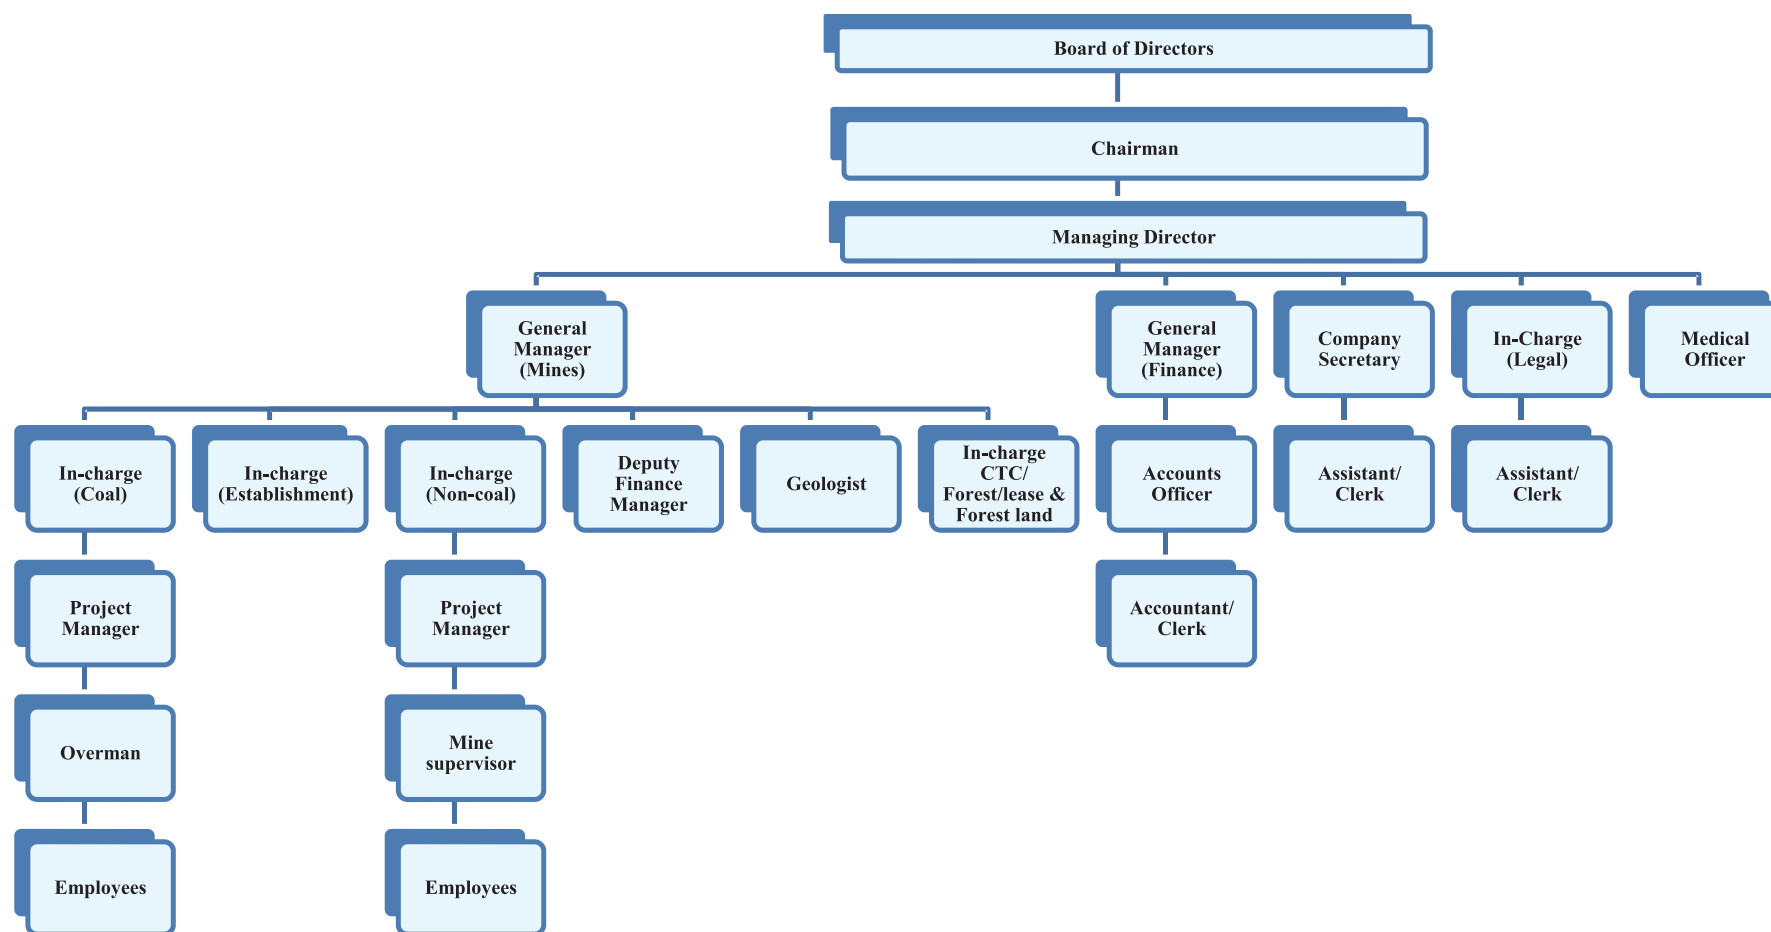 Board of Directors
Chairman
Managing Director
General
Manager
(Mines)
General
Manager
(Finance)
Company
Secretary
In-Charge
(Legal)
Medical
Officer
In-charge
(Coal)
In-charge
(Establishment)
In-charge
(Non-coal)
Deputy
Finance
Manager
Geologist
In-charge
CTC/
Forest/lease &
Forest land
Accounts
Officer
Assistant/
Clerk
Assistant/
Clerk
Project
Manager
Project
Manager
Accountant/
Clerk
Overman
Mine
supervisor
Employees
Employees